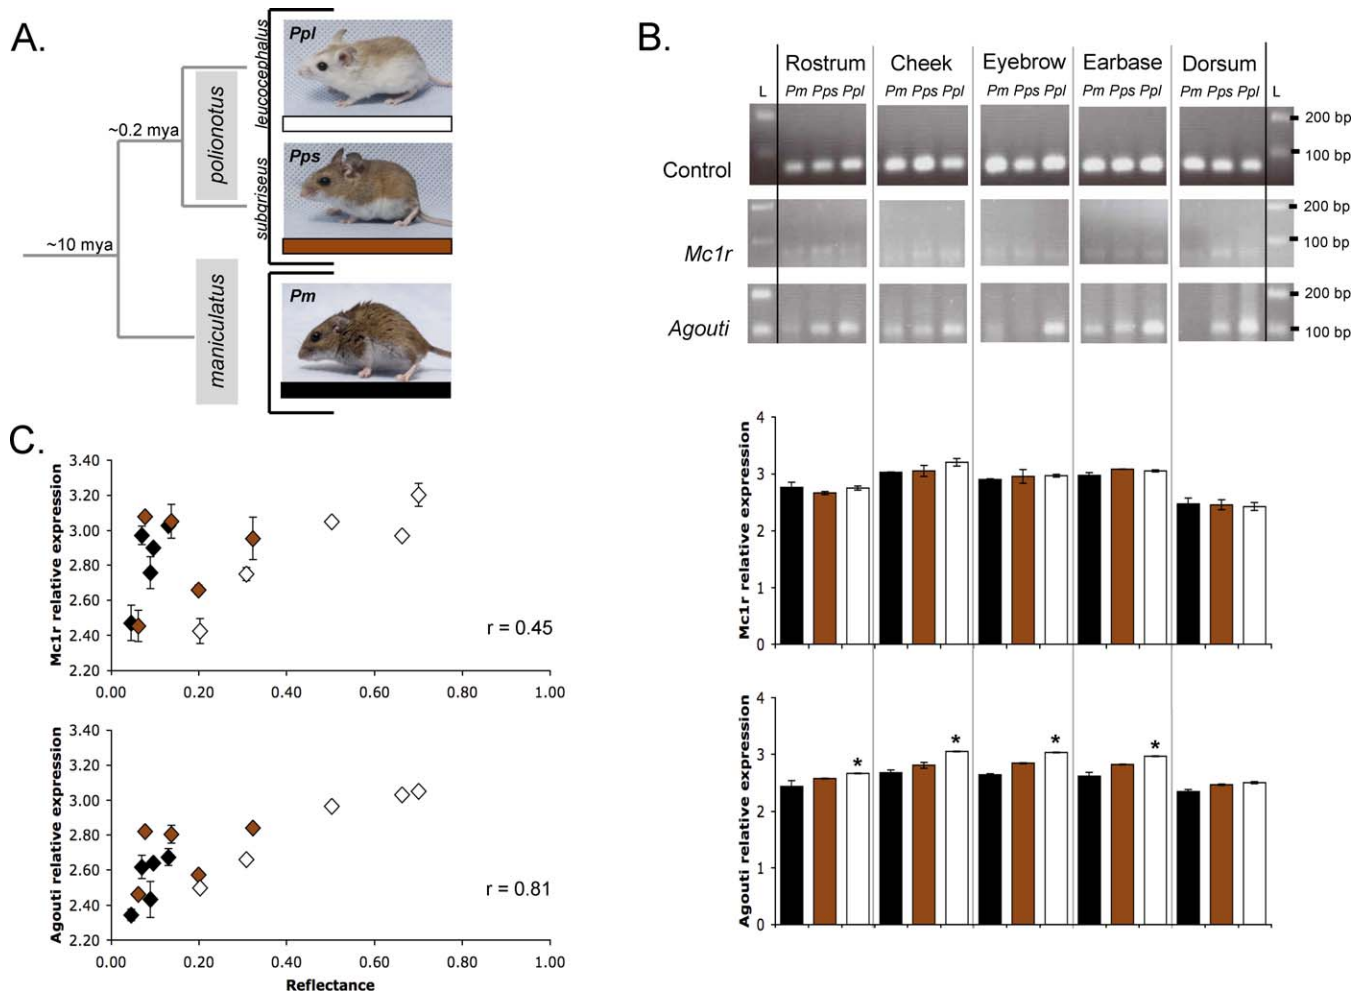 A.
leucocephalus
Ppl
polionotus
~0.2 mya
Pps
subgriseus
~10 mya
maniculatus
Pm
B.
Rostrum Cheek Eyebrow Earbase Dorsum
L Pm Pps Ppl Pm Pps Ppl Pm Pps Ppl Pm Pps Ppl Pm Pps Ppl L
200 bp
100 bp
Control
200 bp
100 bp
Mc1r
200 bp
100 bp
Agouti
4
3
2
1
0
Mc1r relative expression
4
3
2
1
0
Agouti relative expression
* * * *
C.
3.40
3.20
3.00
2.80
2.60
2.40
2.20
Mc1r relative expression
r = 0.45
0.00 0.20 0.40 0.60 0.80 1.00
3.40
3.20
3.00
2.80
2.60
2.40
2.20
Agouti relative expression
r = 0.81
0.00 0.20 0.40 0.60 0.80 1.00
Reflectance